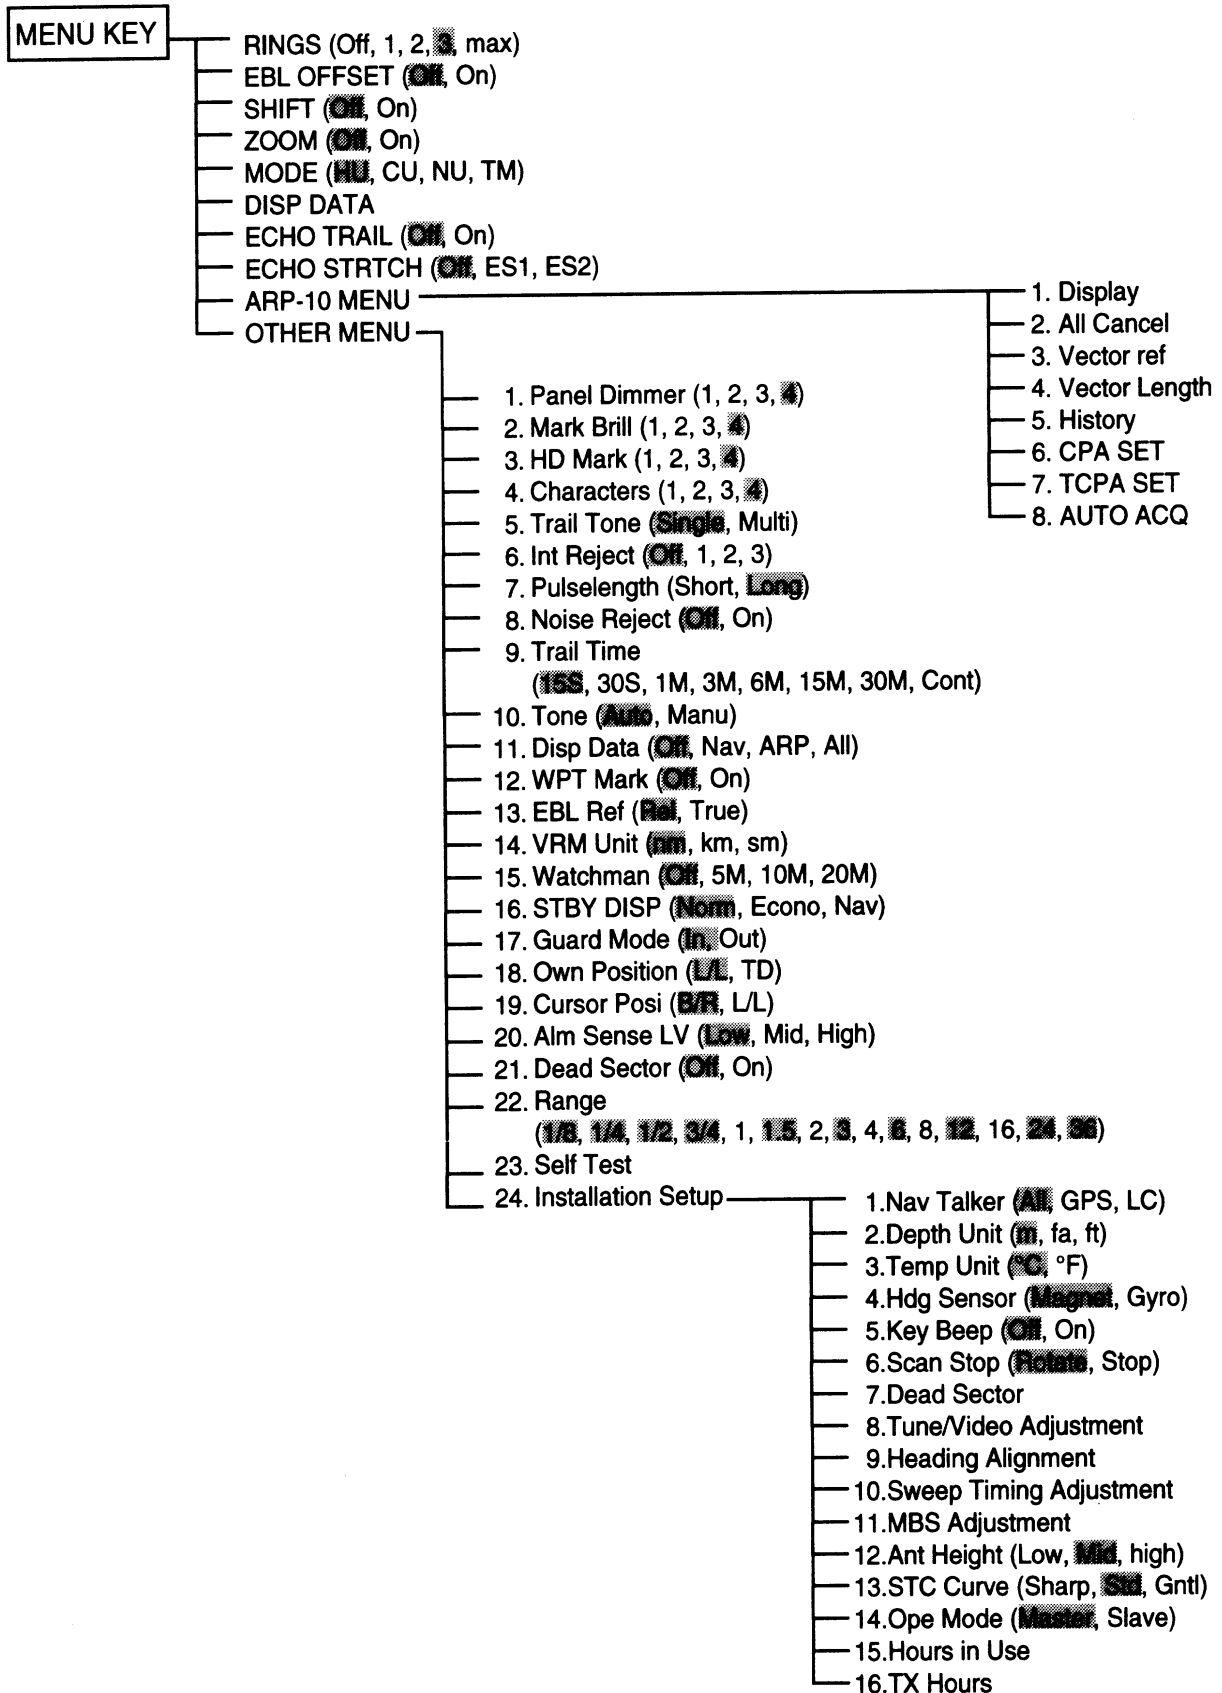 MENU KEY
RINGS (Off, 1, 2, 3, max)
EBL OFFSET (Off, On)
SHIFT (Off, On)
ZOOM (Off, On)
MODE (HU, CU, NU, TM)
DISP DATA
ECHO TRAIL (Off, On)
ECHO STRTCH (Off, ES1, ES2)
ARP-10 MENU
OTHER MENU
1. Display
2. All Cancel
3. Vector ref
4. Vector Length
5. History
6. CPA SET
7. TCPA SET
8. AUTO ACQ
1. Panel Dimmer (1, 2, 3, 4)
2. Mark Brill (1, 2, 3, 4)
3. HD Mark (1, 2, 3, 4)
4. Characters (1, 2, 3, 4)
5. Trail Tone (Single, Multi)
6. Int Reject (Off, 1, 2, 3)
7. Pulselength (Short, Long)
8. Noise Reject (Off, On)
9. Trail Time
(15S, 30S, 1M, 3M, 6M, 15M, 30M, Cont)
10. Tone (Auto, Manu)
11. Disp Data (Off, Nav, ARP, All)
12. WPT Mark (Off, On)
13. EBL Ref (Rel, True)
14. VRM Unit (nm, km, sm)
15. Watchman (Off, 5M, 10M, 20M)
16. STBY DISP (Norm, Econo, Nav)
17. Guard Mode (In, Out)
18. Own Position (L/L, TD)
19. Cursor Posi (B/R, L/L)
20. Alm Sense LV (Low, Mid, High)
21. Dead Sector (Off, On)
22. Range
(1/8, 1/4, 1/2, 3/4, 1, 1.5, 2, 3, 4, 6, 8, 12, 16, 24, 36)
23. Self Test
24. Installation Setup
1.Nav Talker (All, GPS, LC)
2.Depth Unit (m, fa, ft)
3.Temp Unit (°C, °F)
4.Hdg Sensor (Magnet, Gyro)
5.Key Beep (Off, On)
6.Scan Stop (Rotate, Stop)
7.Dead Sector
8.Tune/Video Adjustment
9.Heading Alignment
10.Sweep Timing Adjustment
11.MBS Adjustment
12.Ant Height (Low, Mid, high)
13.STC Curve (Sharp, Std, Gntl)
14.Ope Mode (Master, Slave)
15.Hours in Use
16.TX Hours